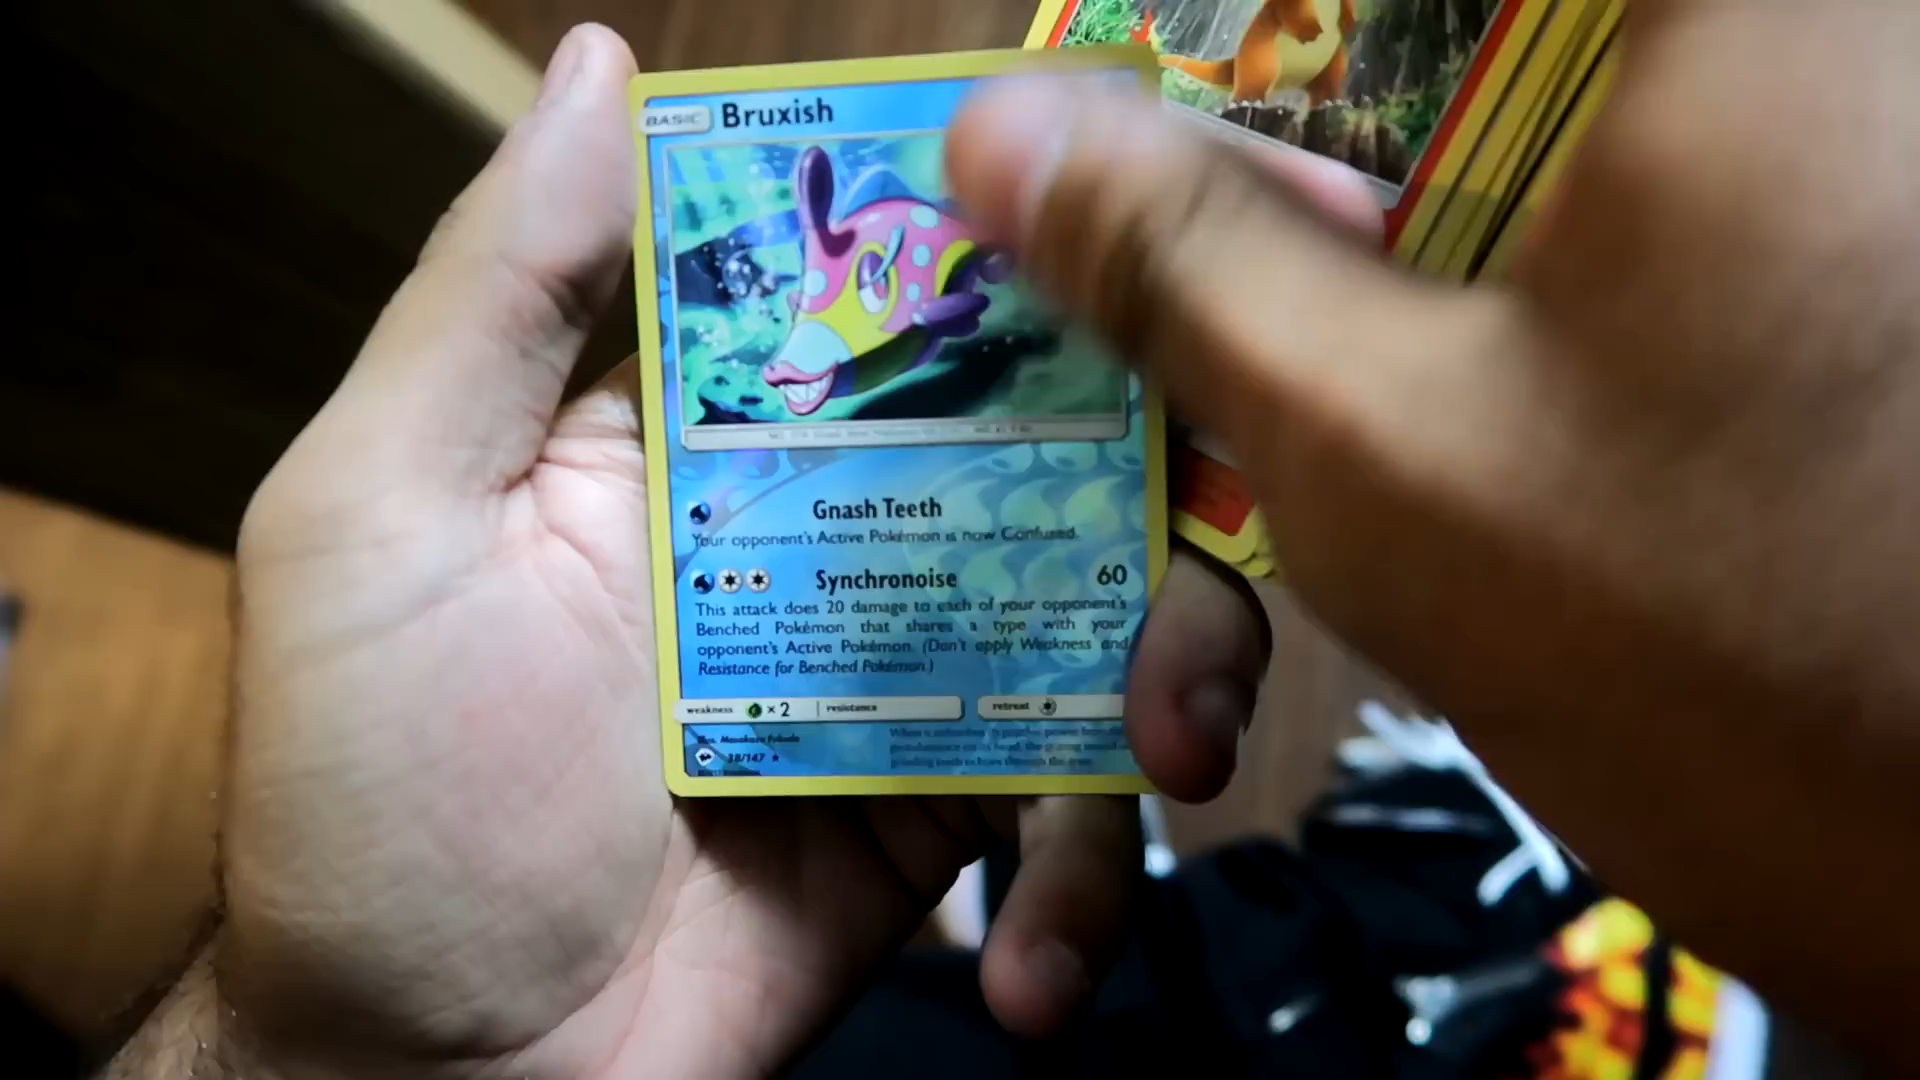 BASIC Bruxish
Gnash Teeth
Your opponent's Active Pokémon is now Confused.
Synchronoise 60
This attack does 20 damage to each of your opponent's
Benched Pokémon that shares a type with your
opponent's Active Pokémon. (Don't apply Weakness and
Resistance for Benched Pokémon.)
weakness ×2 resistance retreat
38/147